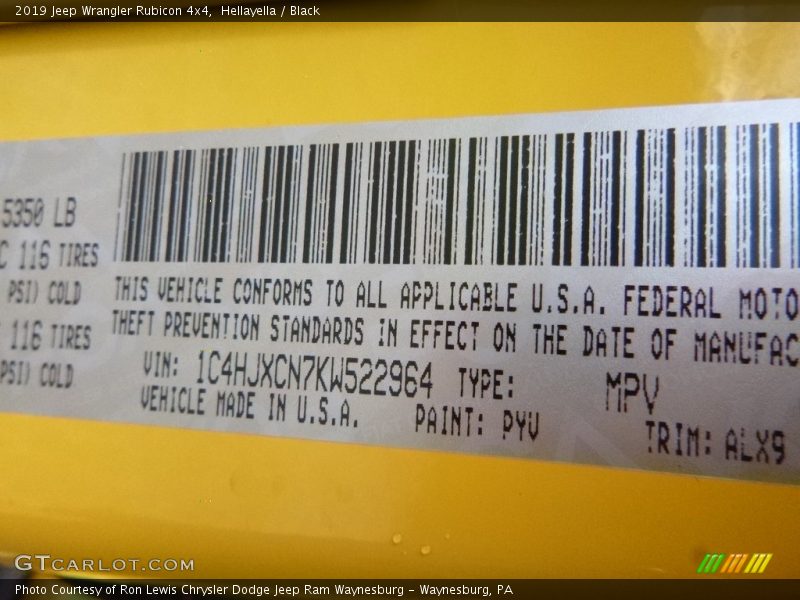 2019 Jeep Wrangler Rubicon 4x4, Hellayella / Black
5350 LB
C 116 TIRES
PSI) COLD
116 TIRES
PSI) COLD
THIS VEHICLE CONFORMS TO ALL APPLICABLE U.S.A. FEDERAL MOTO
THEFT PREVENTION STANDARDS IN EFFECT ON THE DATE OF MANUFAC
VIN: 1C4HJXCN7KW522964 TYPE: MPV
VEHICLE MADE IN U.S.A. PAINT: PYV TRIM: ALX9
GTCARLOT.COM
Photo Courtesy of Ron Lewis Chrysler Dodge Jeep Ram Waynesburg – Waynesburg, PA